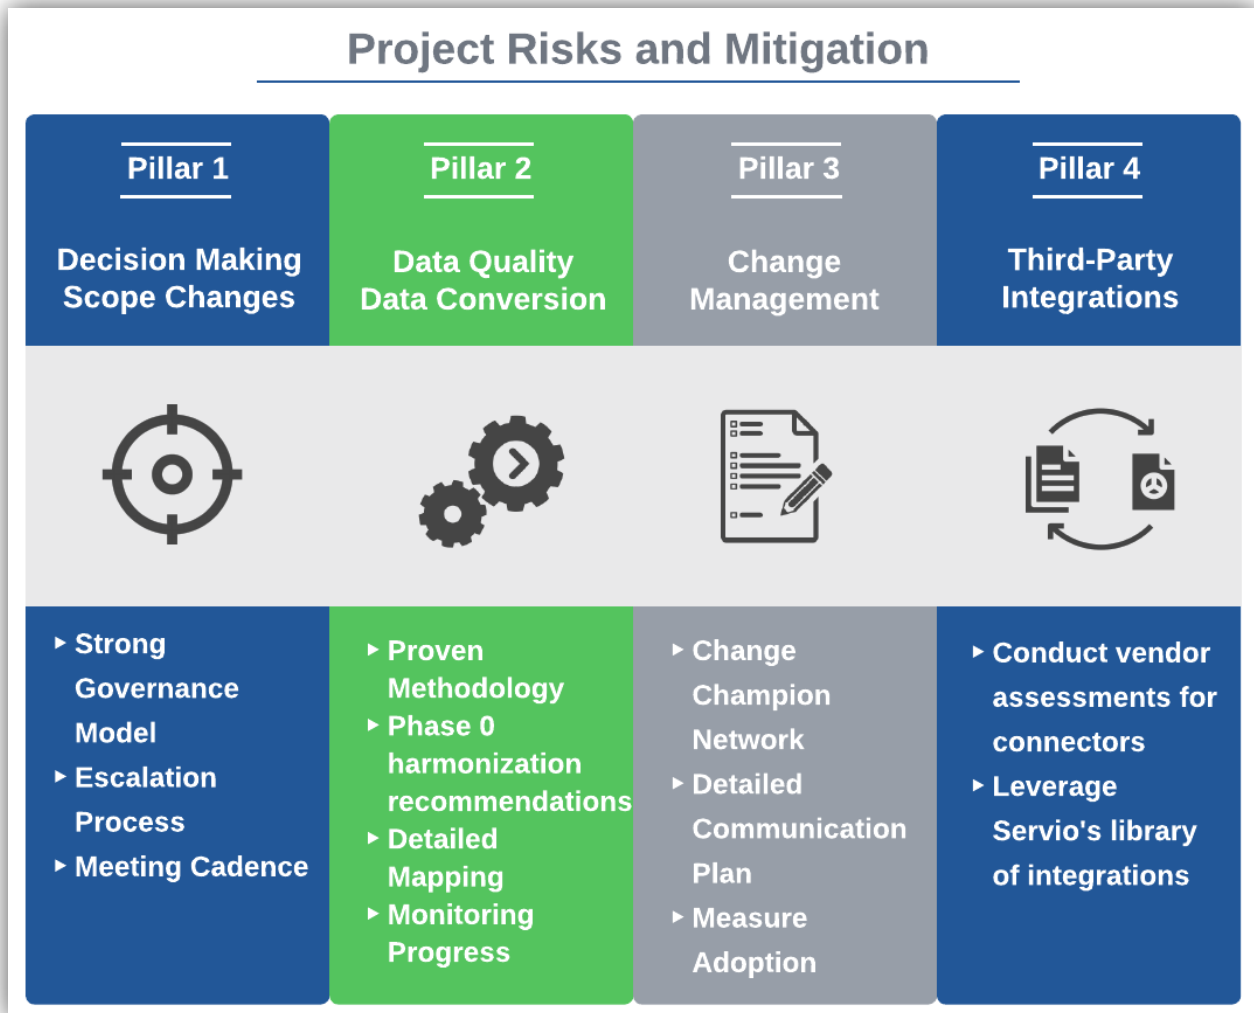 Project Risks and Mitigation
Pillar 1
Decision Making
Scope Changes
Strong
Governance
Model
Escalation
Process
Meeting Cadence
Pillar 2
Data Quality
Data Conversion
Proven
Methodology
Phase 0
harmonization
recommendations
Detailed
Mapping
Monitoring
Progress
Pillar 3
Change
Management
Change
Champion
Network
Detailed
Communication
Plan
Measure
Adoption
Pillar 4
Third-Party
Integrations
Conduct vendor
assessments for
connectors
Leverage
Servio's library
of integrations